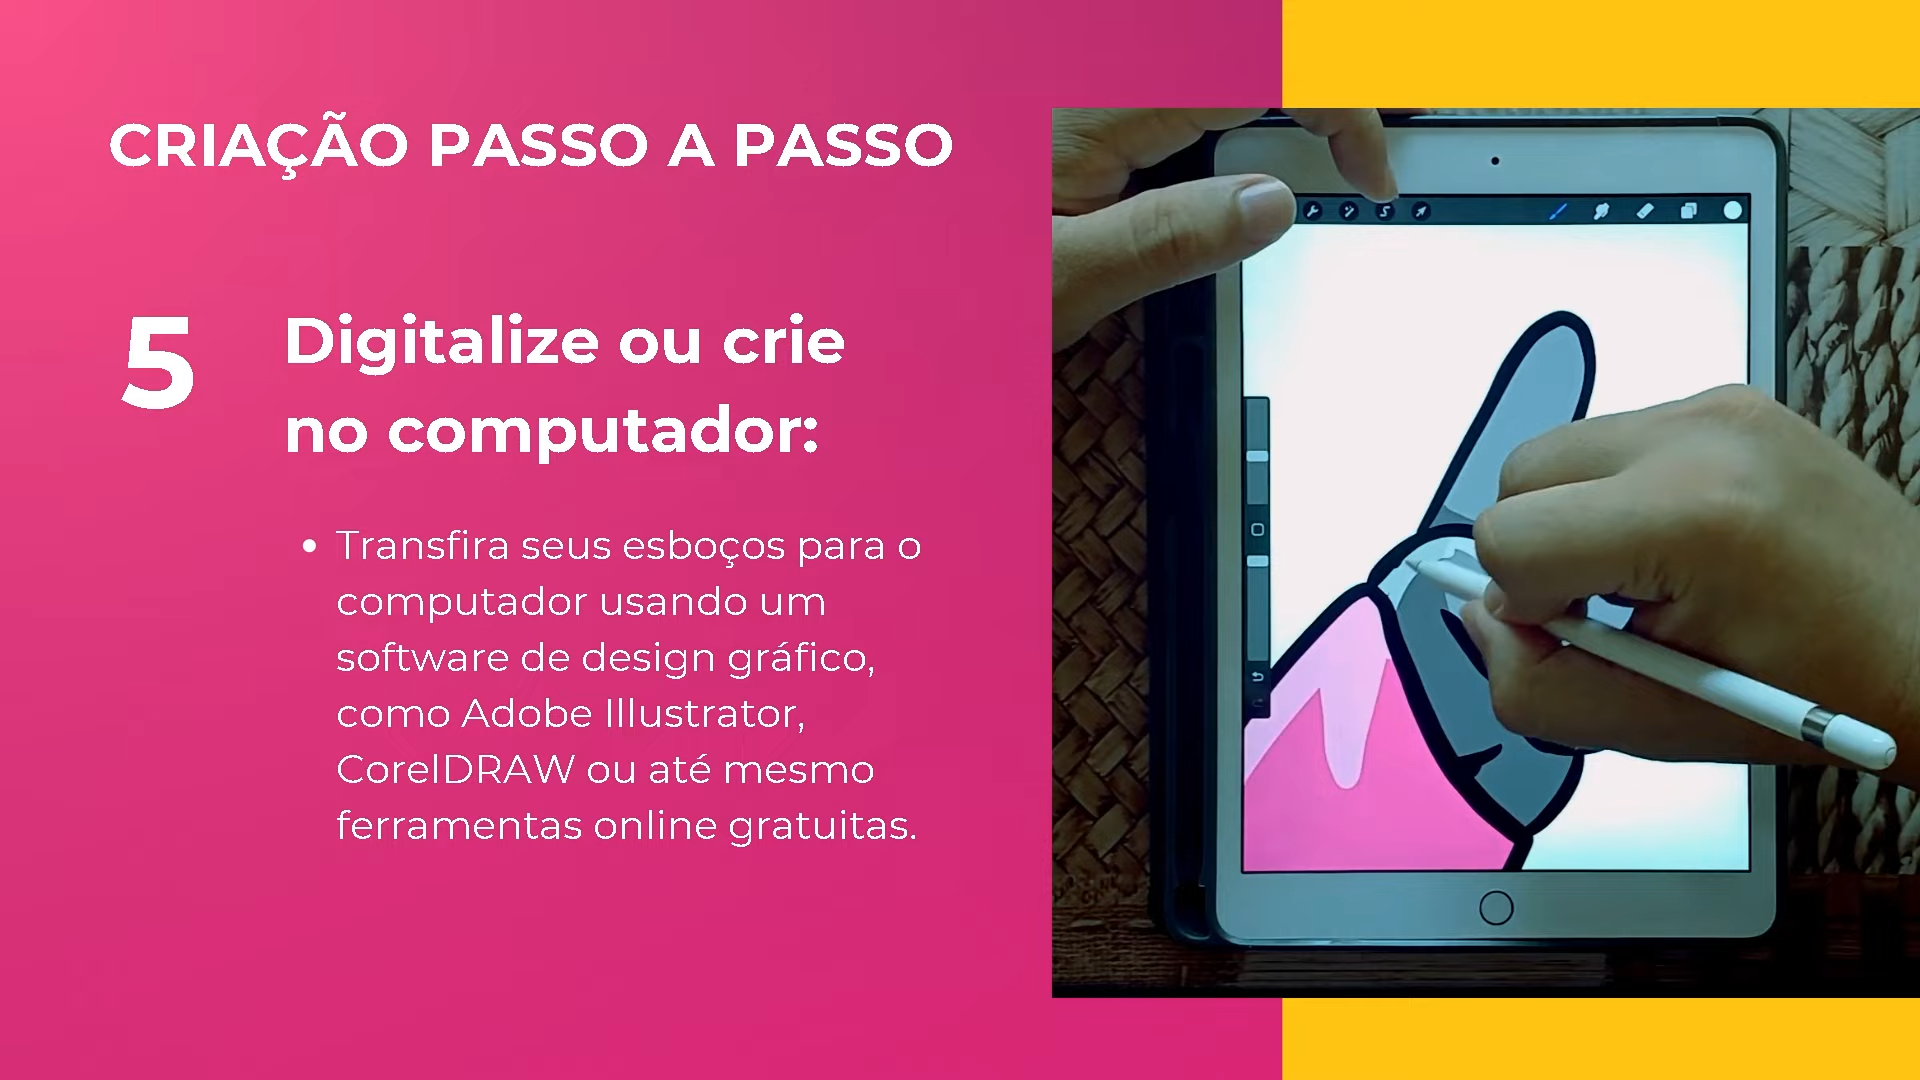 CRIAÇÃO PASSO A PASSO
5
Digitalize ou crie
no computador:
• Transfira seus esboços para o
computador usando um
software de design gráfico,
como Adobe Illustrator,
CorelDRAW ou até mesmo
ferramentas online gratuitas.